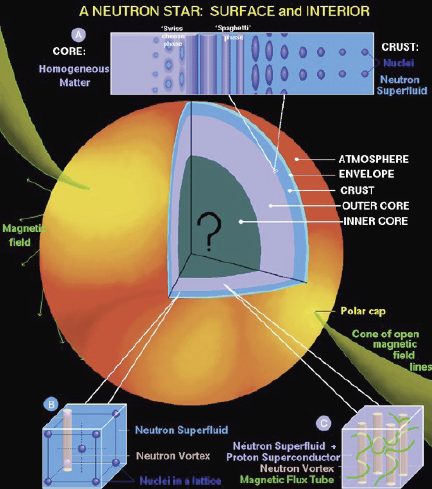 A NEUTRON STAR: SURFACE and INTERIOR
"Swiss
cheese"
phase
"Spaghetti"
phase
A
CORE:
Homogeneous
Matter
CRUST:
Nuclei
Neutron
Superfluid
ATMOSPHERE
ENVELOPE
CRUST
OUTER CORE
INNER CORE
?
Magnetic
field
Polar cap
Cone of open
magnetic
field
lines
B
Neutron Superfluid
Neutron Vortex
Nuclei in a lattice
C
Neutron Superfluid +
Proton Superconductor
Neutron Vortex
Magnetic Flux Tube